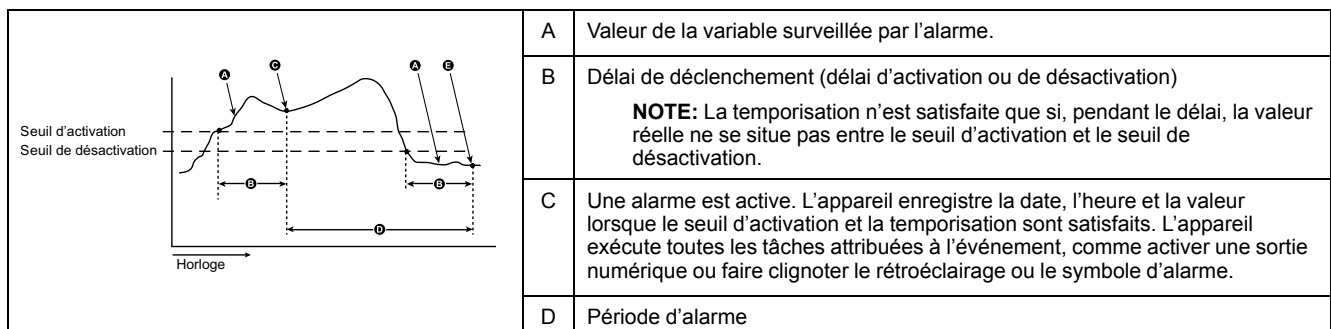 A
C
A
E
Seuil d'activation
Seuil de désactivation
B
B
D
Horloge
A Valeur de la variable surveillée par l'alarme.
B Délai de déclenchement (délai d'activation ou de désactivation)
NOTE: La temporisation n'est satisfaite que si, pendant le délai, la valeur
réelle ne se situe pas entre le seuil d'activation et le seuil de
désactivation.
C Une alarme est active. L'appareil enregistre la date, l'heure et la valeur
lorsque le seuil d'activation et la temporisation sont satisfaits. L'appareil
exécute toutes les tâches attribuées à l'événement, comme activer une sortie
numérique ou faire clignoter le rétroéclairage ou le symbole d'alarme.
D Période d'alarme